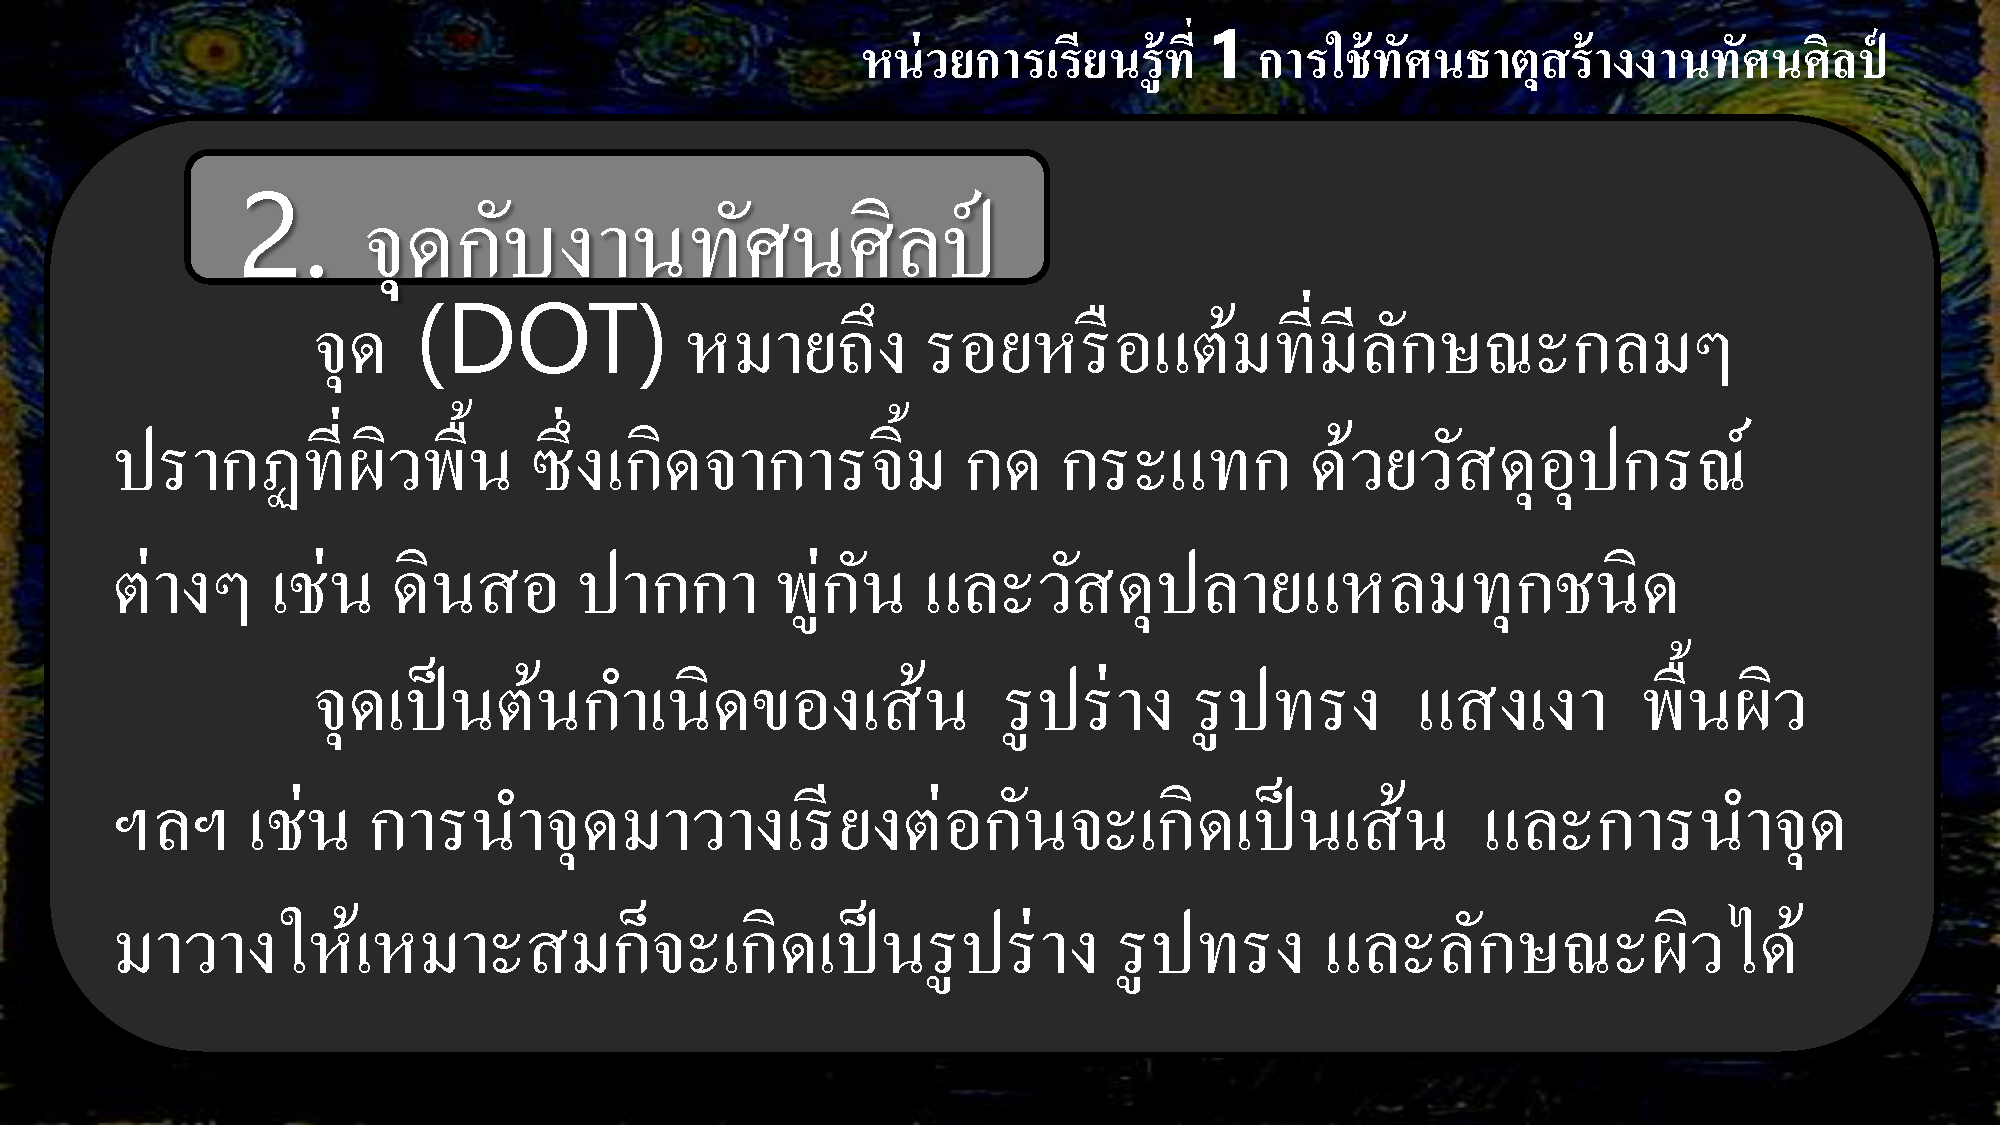 หน่วยการเรียนรู้ที่ 1 การใช้ทัศนธาตุสร้างงานทัศนศิลป์
2. จุดกับงานทัศนศิลป์
จุด (DOT) หมายถึง รอยหรือแต้มที่มีลักษณะกลมๆ
ปรากฏที่ผิวพื้น ซึ่งเกิดจาการจิ้ม กด กระแทก ด้วยวัสดุอุปกรณ์
ต่างๆ เช่น ดินสอ ปากกา พู่กัน และวัสดุปลายแหลมทุกชนิด
จุดเป็นต้นกำเนิดของเส้น รูปร่าง รูปทรง แสงเงา พื้นผิว
ฯลฯ เช่น การนำจุดมาวางเรียงต่อกันจะเกิดเป็นเส้น และการนำจุด
มาวางให้เหมาะสมก็จะเกิดเป็นรูปร่าง รูปทรง และลักษณะผิวได้